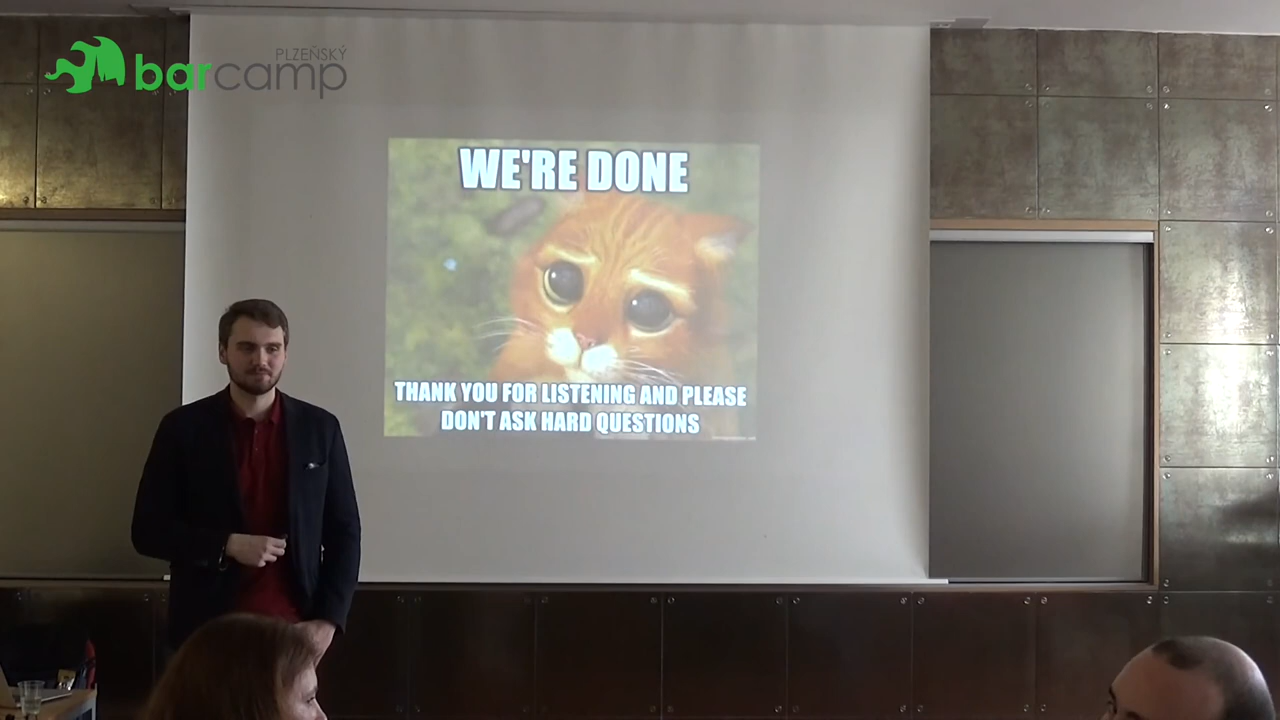 PLZEŇSKÝ
barcamp
WE'RE DONE
THANK YOU FOR LISTENING AND PLEASE
DON'T ASK HARD QUESTIONS